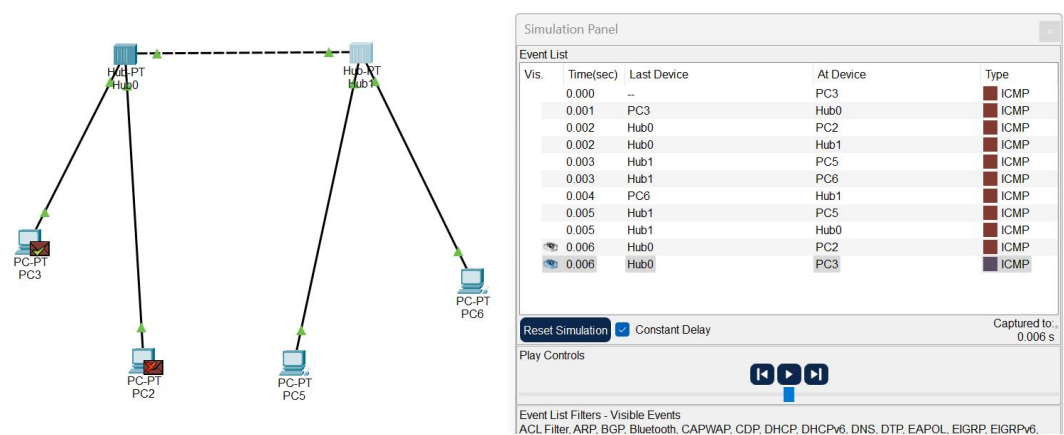 Hub-PT
Hub0
Hub-PT
Hub1
PC-PT
PC3
PC-PT
PC2
PC-PT
PC5
PC-PT
PC6
Simulation Panel
Event List
Vis. Time(sec) Last Device At Device Type
0.000 -- PC3 ICMP
0.001 PC3 Hub0 ICMP
0.002 Hub0 PC2 ICMP
0.002 Hub0 Hub1 ICMP
0.003 Hub1 PC5 ICMP
0.003 Hub1 PC6 ICMP
0.004 PC6 Hub1 ICMP
0.005 Hub1 PC5 ICMP
0.005 Hub1 Hub0 ICMP
0.006 Hub0 PC2 ICMP
0.006 Hub0 PC3 ICMP
Reset Simulation Constant Delay Captured to:
0.006 s
Play Controls
Event List Filters - Visible Events
ACL Filter, ARP, BGP, Bluetooth, CAPWAP, CDP, DHCP, DHCPv6, DNS, DTP, EAPOL, EIGRP, EIGRPv6,